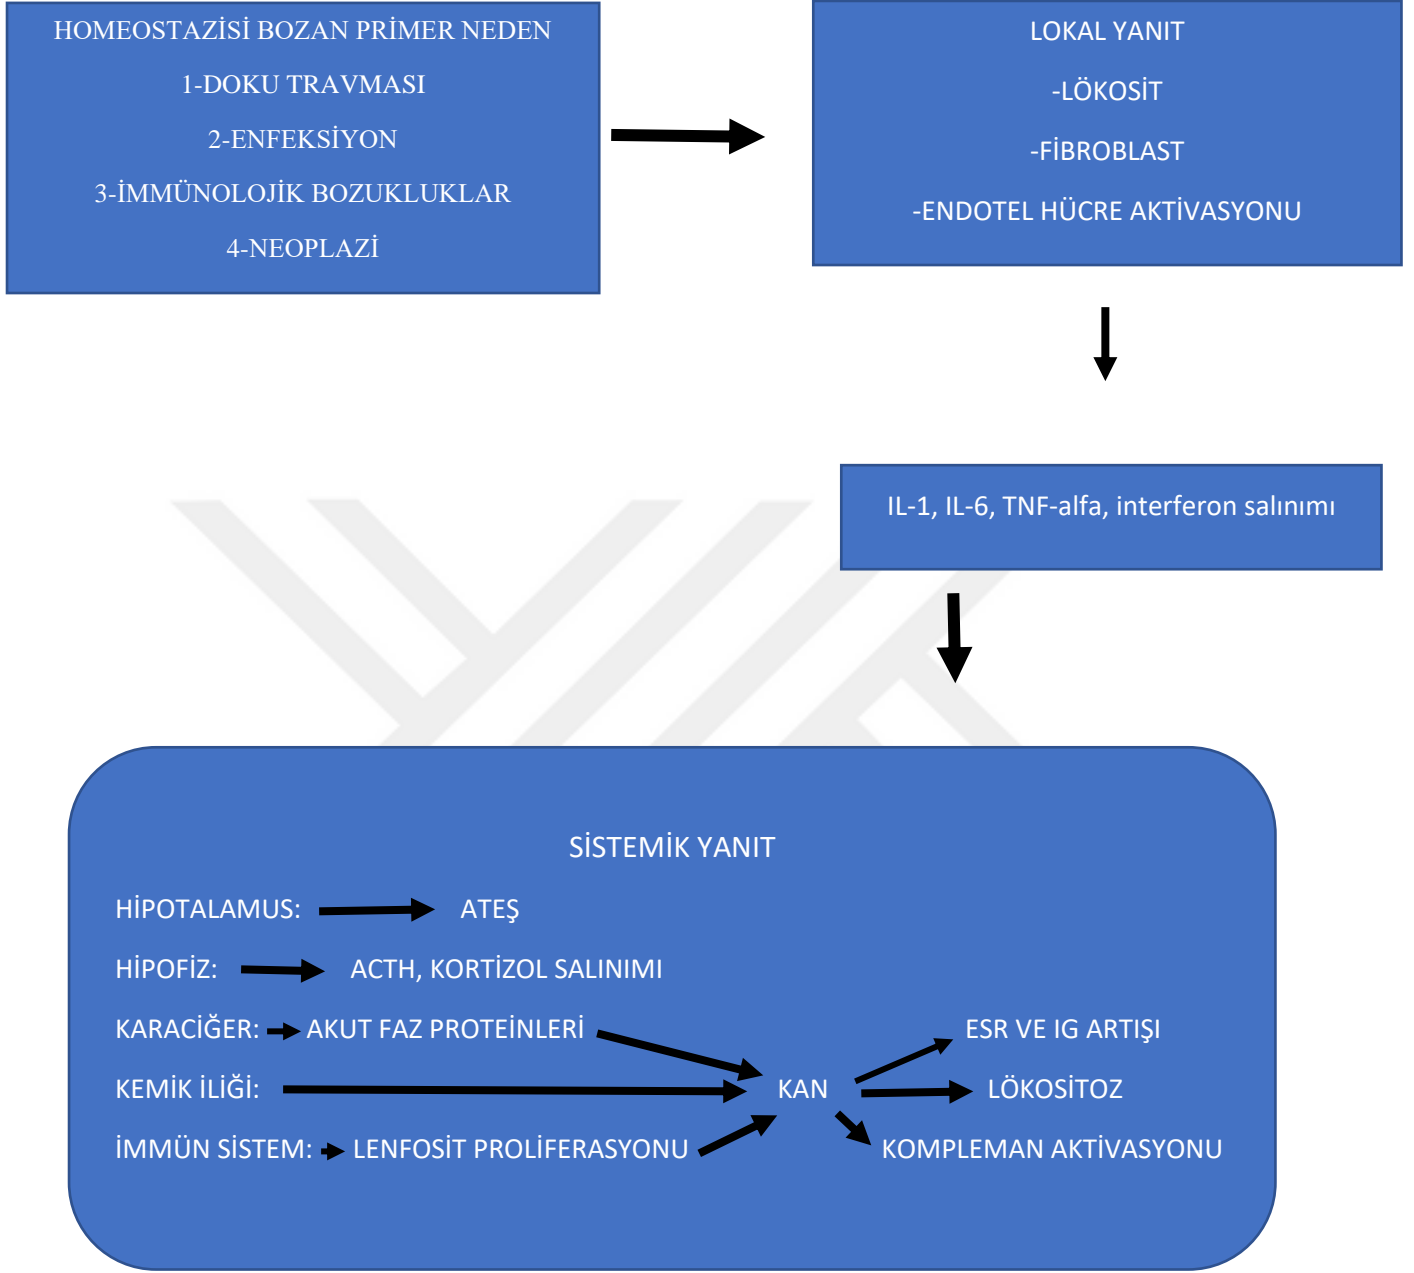 HOMEOSTAZİSİ BOZAN PRİMER NEDEN
1-DOKU TRAVMASI
2-ENFEKSİYON
3-İMMÜNOLOJİK BOZUKLUKLAR
4-NEOPLAZİ
LOKAL YANIT
-LÖKOSİT
-FİBROBLAST
-ENDOTEL HÜCRE AKTİVASYONU
IL-1, IL-6, TNF-alfa, interferon salınımı
SİSTEMİK YANIT
HİPOTALAMUS: ATEŞ
HİPOFİZ: ACTH, KORTİZOL SALINIMI
KARACİĞER: AKUT FAZ PROTEİNLERİ ESR VE IG ARTIŞI
KEMİK İLİĞİ: KAN LÖKOSİTOZ
İMMÜN SİSTEM: LENFOSİT PROLİFERASYONU KOMPLEMAN AKTİVASYONU